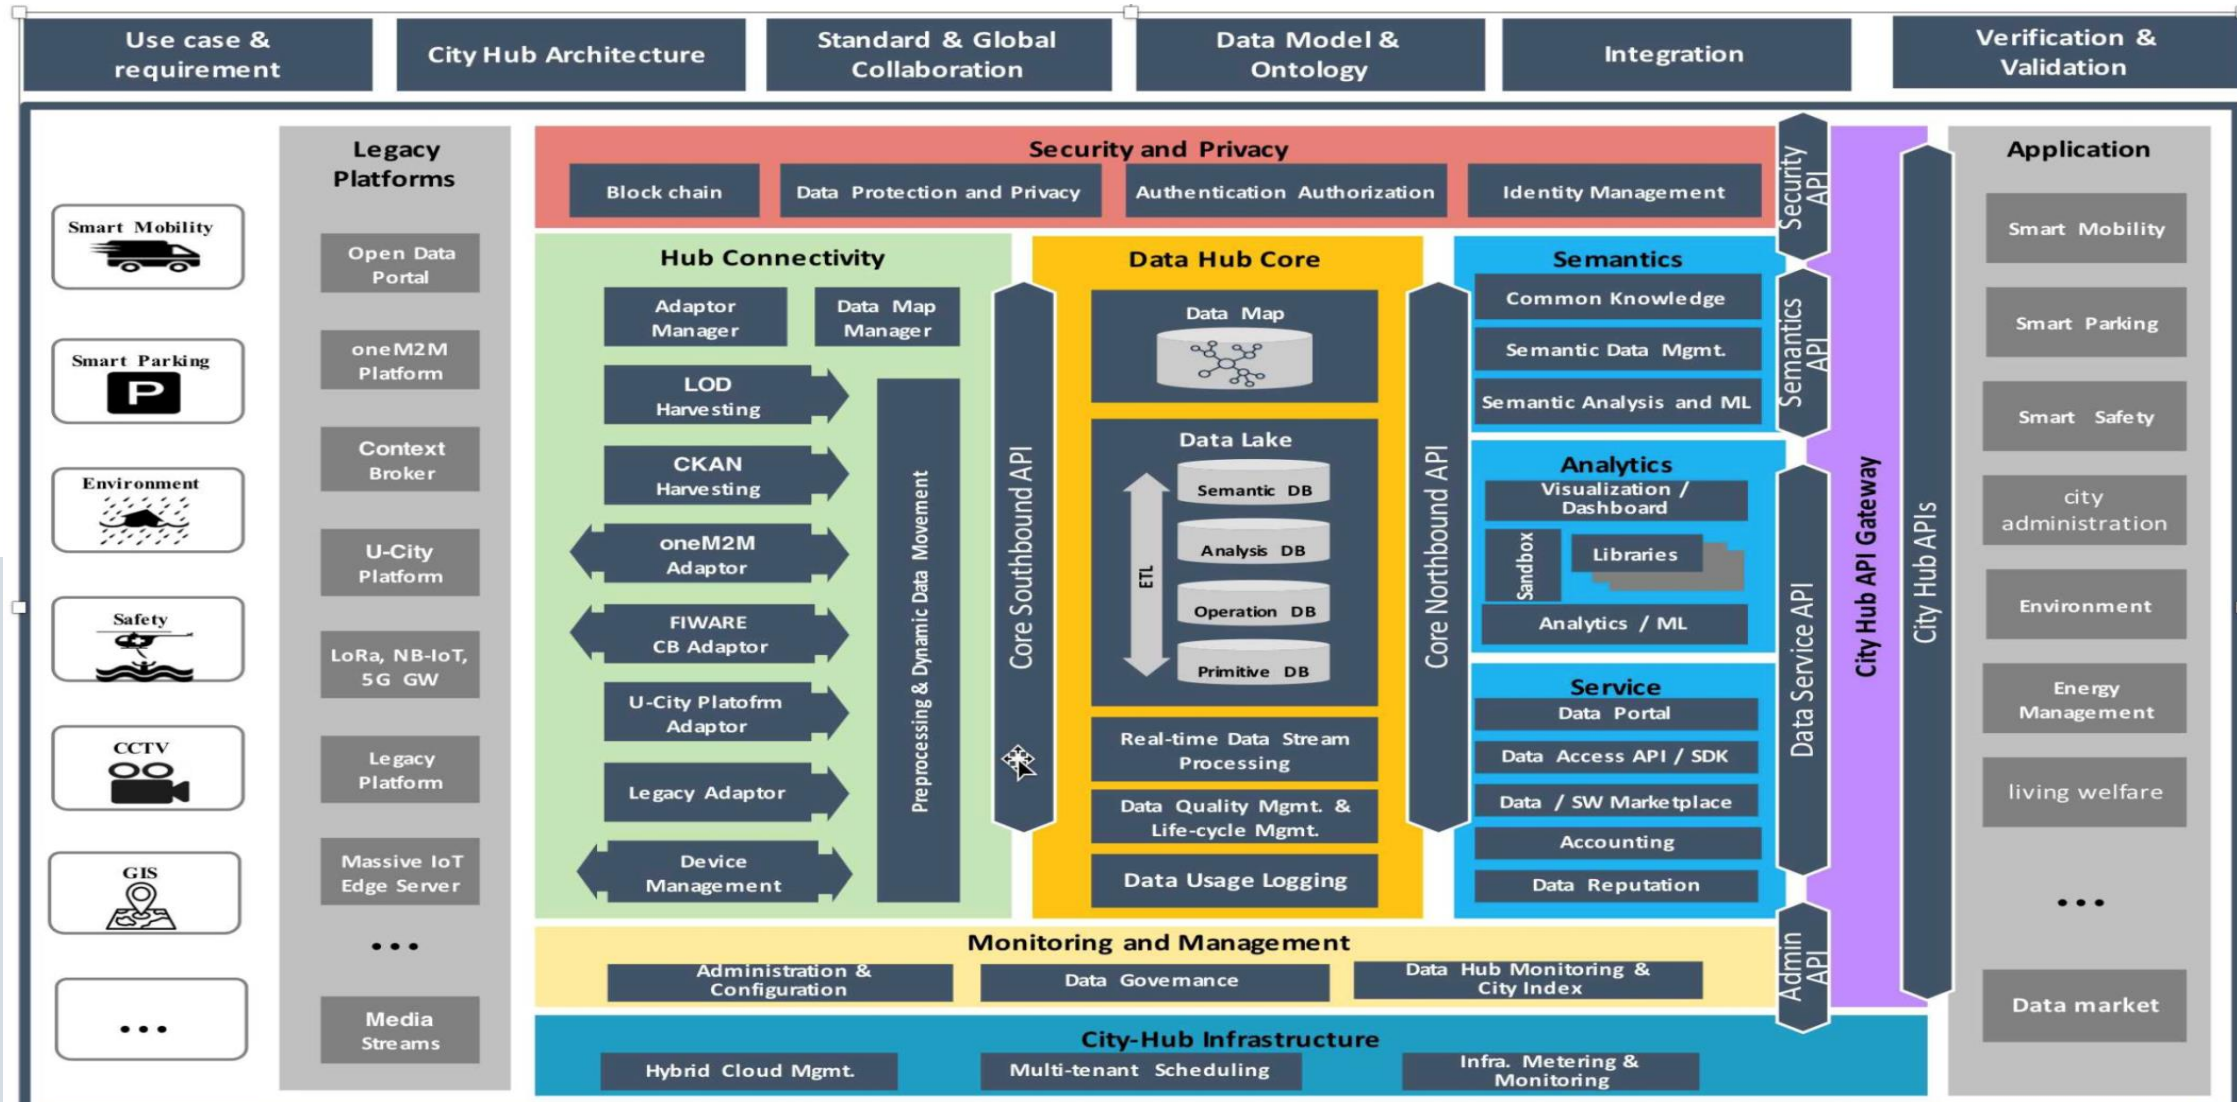 Use case &
requirement
City Hub Architecture
Standard & Global
Collaboration
Data Model &
Ontology
Integration
Verification &
Validation
Smart Mobility
Smart Parking
P
Environment
Safety
CCTV
GIS
...
Legacy
Platforms
Open Data
Portal
oneM2M
Platform
Context
Broker
U-City
Platform
LoRa, NB-IoT,
5G GW
Legacy
Platform
Massive IoT
Edge Server
...
Media
Streams
Security and Privacy
Block chain
Data Protection and Privacy
Authentication Authorization
Identity Management
Hub Connectivity
Adaptor
Manager
Data Map
Manager
LOD
Harvesting
CKAN
Harvesting
oneM2M
Adaptor
FIWARE
CB Adaptor
U-City Platofrm
Adaptor
Legacy Adaptor
Device
Management
Preprocessing & Dynamic Data Movement
Core Southbound API
Data Hub Core
Data Map
Data Lake
ETL
Semantic DB
Analysis DB
Operation DB
Primitive DB
Real-time Data Stream
Processing
Data Quality Mgmt. &
Life-cycle Mgmt.
Data Usage Logging
Core Northbound API
Semantics
Common Knowledge
Semantic Data Mgmt.
Semantic Analysis and ML
Analytics
Visualization /
Dashboard
Sandbox
Libraries
Analytics / ML
Service
Data Portal
Data Access API / SDK
Data / SW Marketplace
Accounting
Data Reputation
Monitoring and Management
Administration &
Configuration
Data Governance
Data Hub Monitoring &
City Index
City-Hub Infrastructure
Hybrid Cloud Mgmt.
Multi-tenant Scheduling
Infra. Metering &
Monitoring
Security
API
Semantics
API
Data Service API
Admin
API
City Hub API Gateway
City Hub APIs
Application
Smart Mobility
Smart Parking
Smart Safety
city
administration
Environment
Energy
Management
living welfare
...
Data market